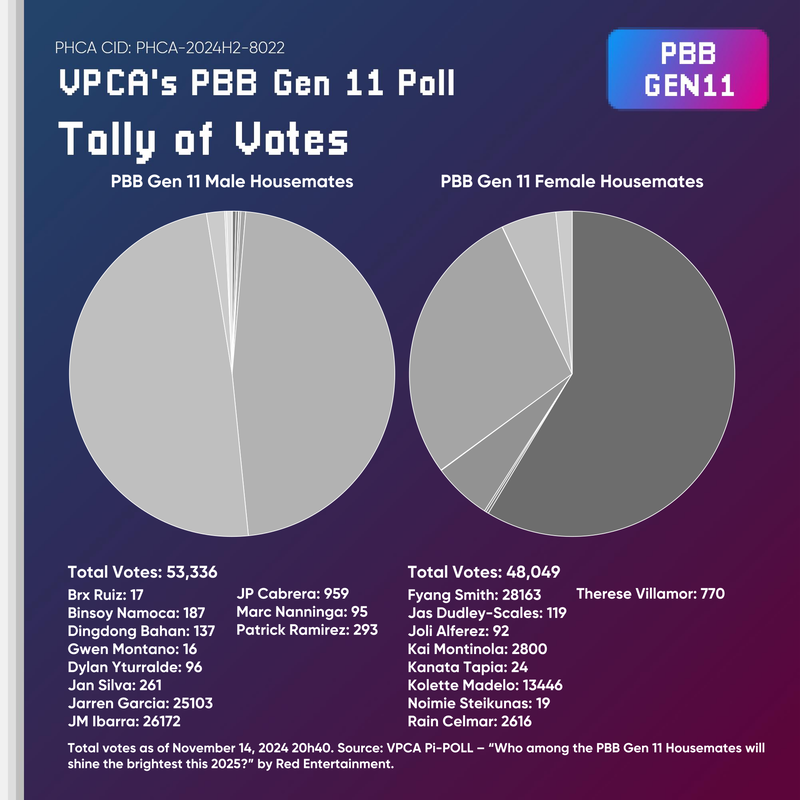 PHCA CID: PHCA-2024H2-8022
VPCA's PBB Gen 11 Poll
PBB
GEN11
Tally of Votes
PBB Gen 11 Male Housemates
PBB Gen 11 Female Housemates
Total Votes: 53,336
Brx Ruiz: 17
Binsoy Namoca: 187
Dingdong Bahan: 137
Gwen Montano: 16
Dylan Yturralde: 96
Jan Silva: 261
Jarren Garcia: 25103
JM Ibarra: 26172
JP Cabrera: 959
Marc Nanninga: 95
Patrick Ramirez: 293
Total Votes: 48,049
Fyang Smith: 28163
Jas Dudley-Scales: 119
Joli Alferez: 92
Kai Montinola: 2800
Kanata Tapia: 24
Kolette Madelo: 13446
Noimie Steikunas: 19
Rain Celmar: 2616
Therese Villamor: 770
Total votes as of November 14, 2024 20h40. Source: VPCA Pi-POLL – “Who among the PBB Gen 11 Housemates will
shine the brightest this 2025?” by Red Entertainment.